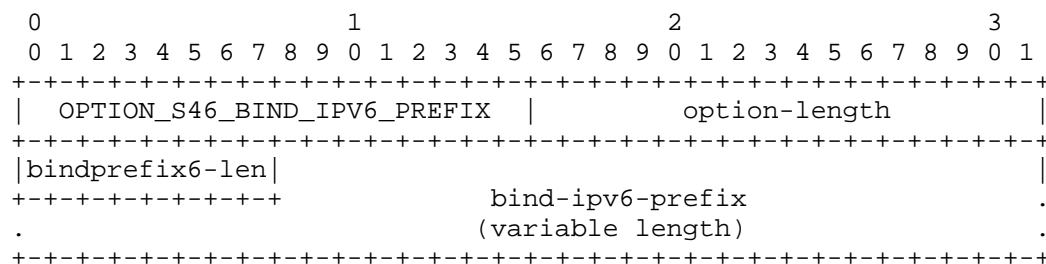 0                   1                   2                   3
 0 1 2 3 4 5 6 7 8 9 0 1 2 3 4 5 6 7 8 9 0 1 2 3 4 5 6 7 8 9 0 1
+-+-+-+-+-+-+-+-+-+-+-+-+-+-+-+-+-+-+-+-+-+-+-+-+-+-+-+-+-+-+-+-+
|  OPTION_S46_BIND_IPV6_PREFIX  |         option-length         |
+-+-+-+-+-+-+-+-+-+-+-+-+-+-+-+-+-+-+-+-+-+-+-+-+-+-+-+-+-+-+-+-+
|bindprefix6-len|                                               |
+-+-+-+-+-+-+-+-+             bind-ipv6-prefix                  .
.                             (variable length)                 .
+-+-+-+-+-+-+-+-+-+-+-+-+-+-+-+-+-+-+-+-+-+-+-+-+-+-+-+-+-+-+-+-+